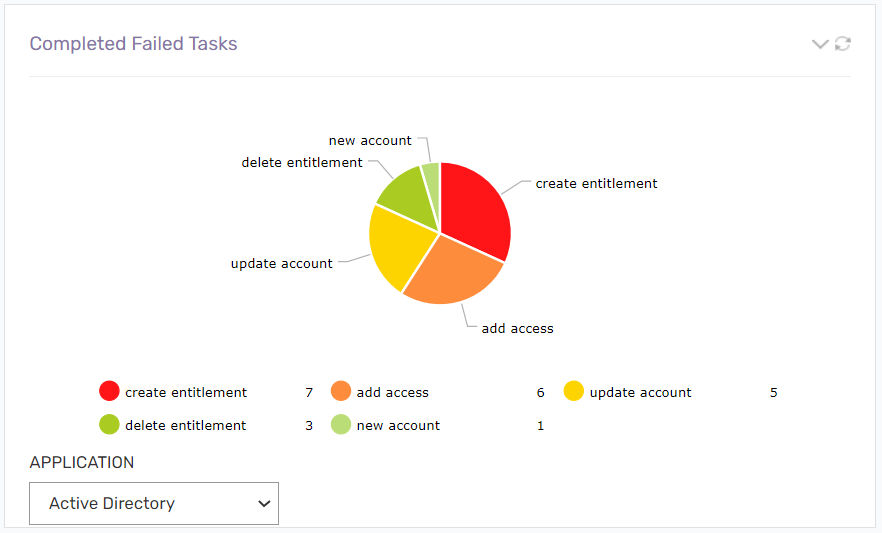 Completed Failed Tasks
new account
delete entitlement
create entitlement
update account
add access
create entitlement 7 add access 6 update account 5
delete entitlement 3 new account 1
APPLICATION
Active Directory